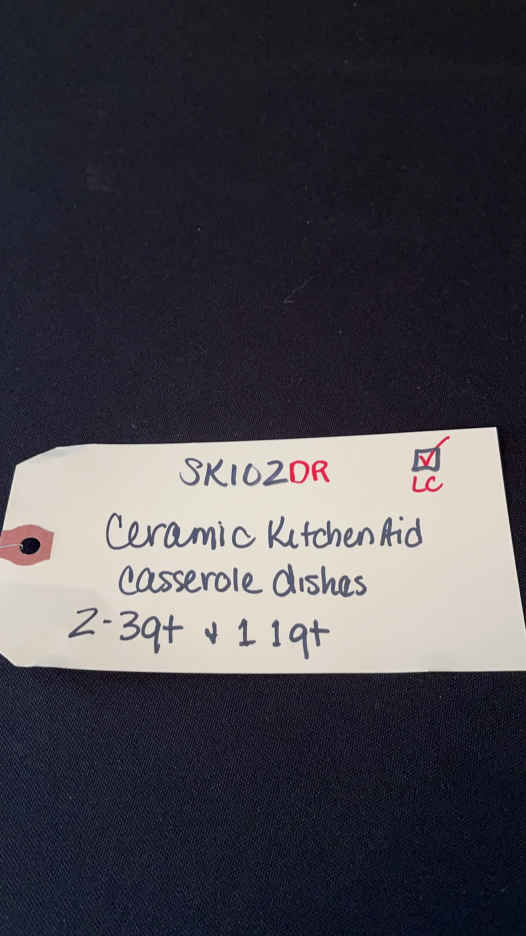 SK102DR
LC
Ceramic KitchenAid
casserole dishes
2-3qt & 1 1qt